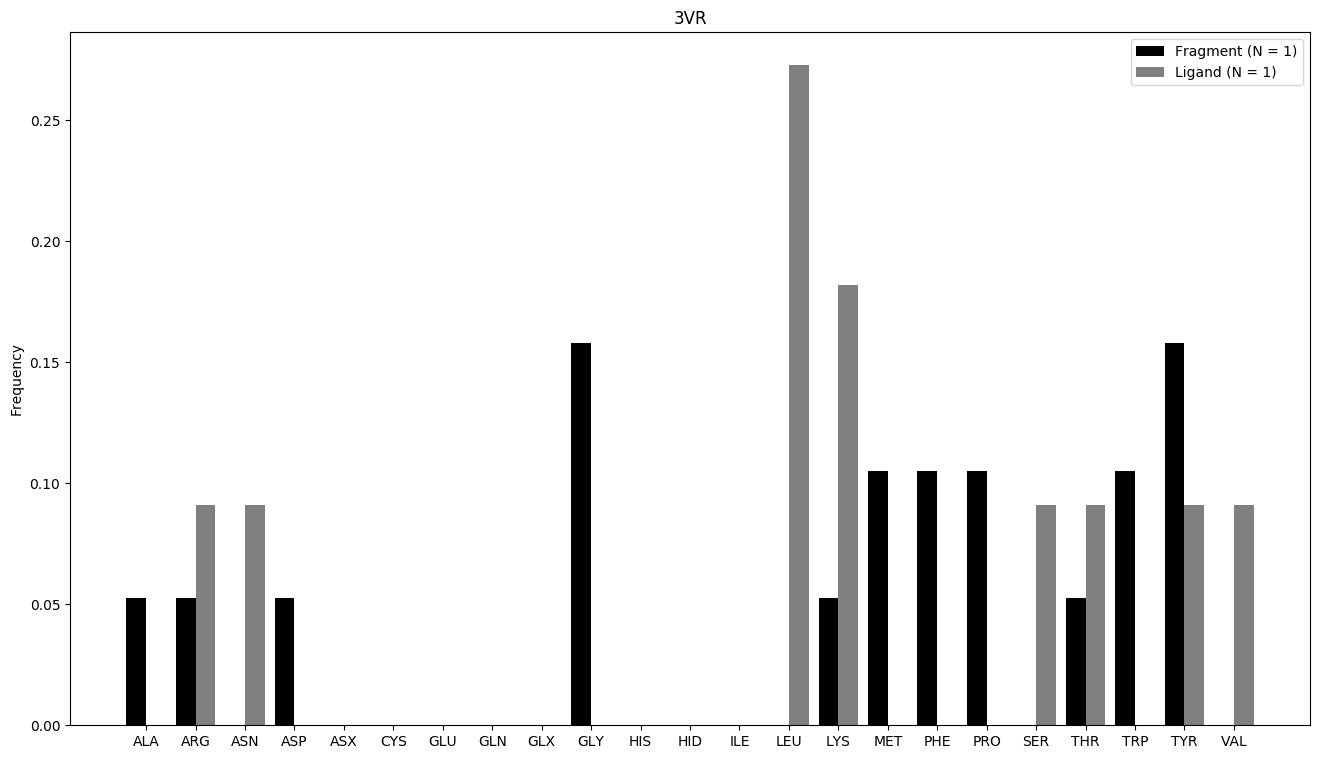 3VR
Fragment (N = 1)
Ligand (N = 1)
Frequency
0.25
0.20
0.15
0.10
0.05
0.00
ALA ARG ASN ASP ASX CYS GLU GLN GLX GLY HIS HID ILE LEU LYS MET PHE PRO SER THR TRP TYR VAL